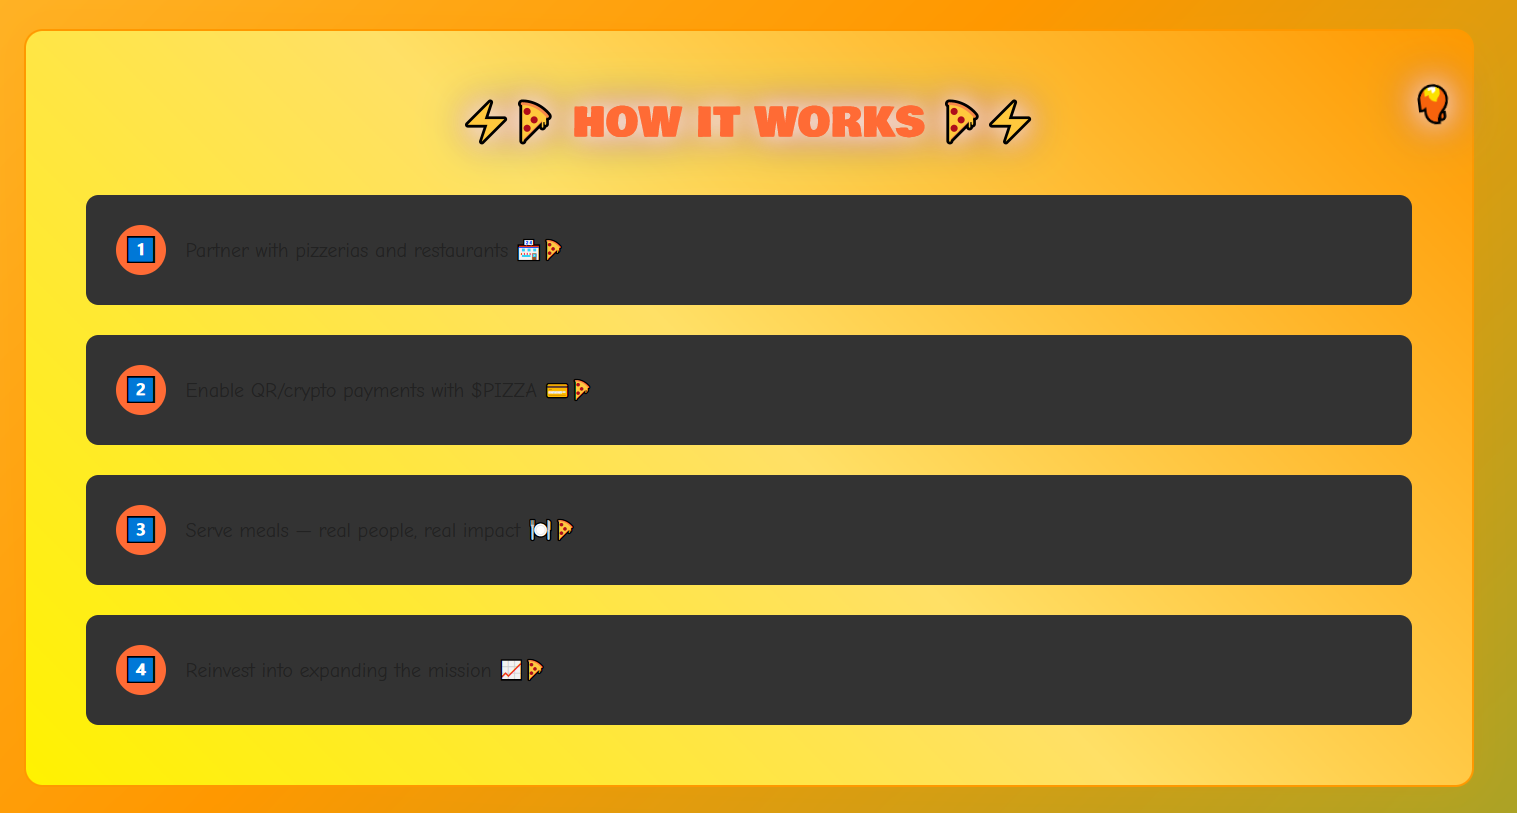 ⚡🍕 HOW IT WORKS 🍕⚡
1 Partner with pizzerias and restaurants 🏪🍕
2 Enable QR/crypto payments with $PIZZA 💳🍕
3 Serve meals — real people, real impact 🍽️🍕
4 Reinvest into expanding the mission 📈🍕